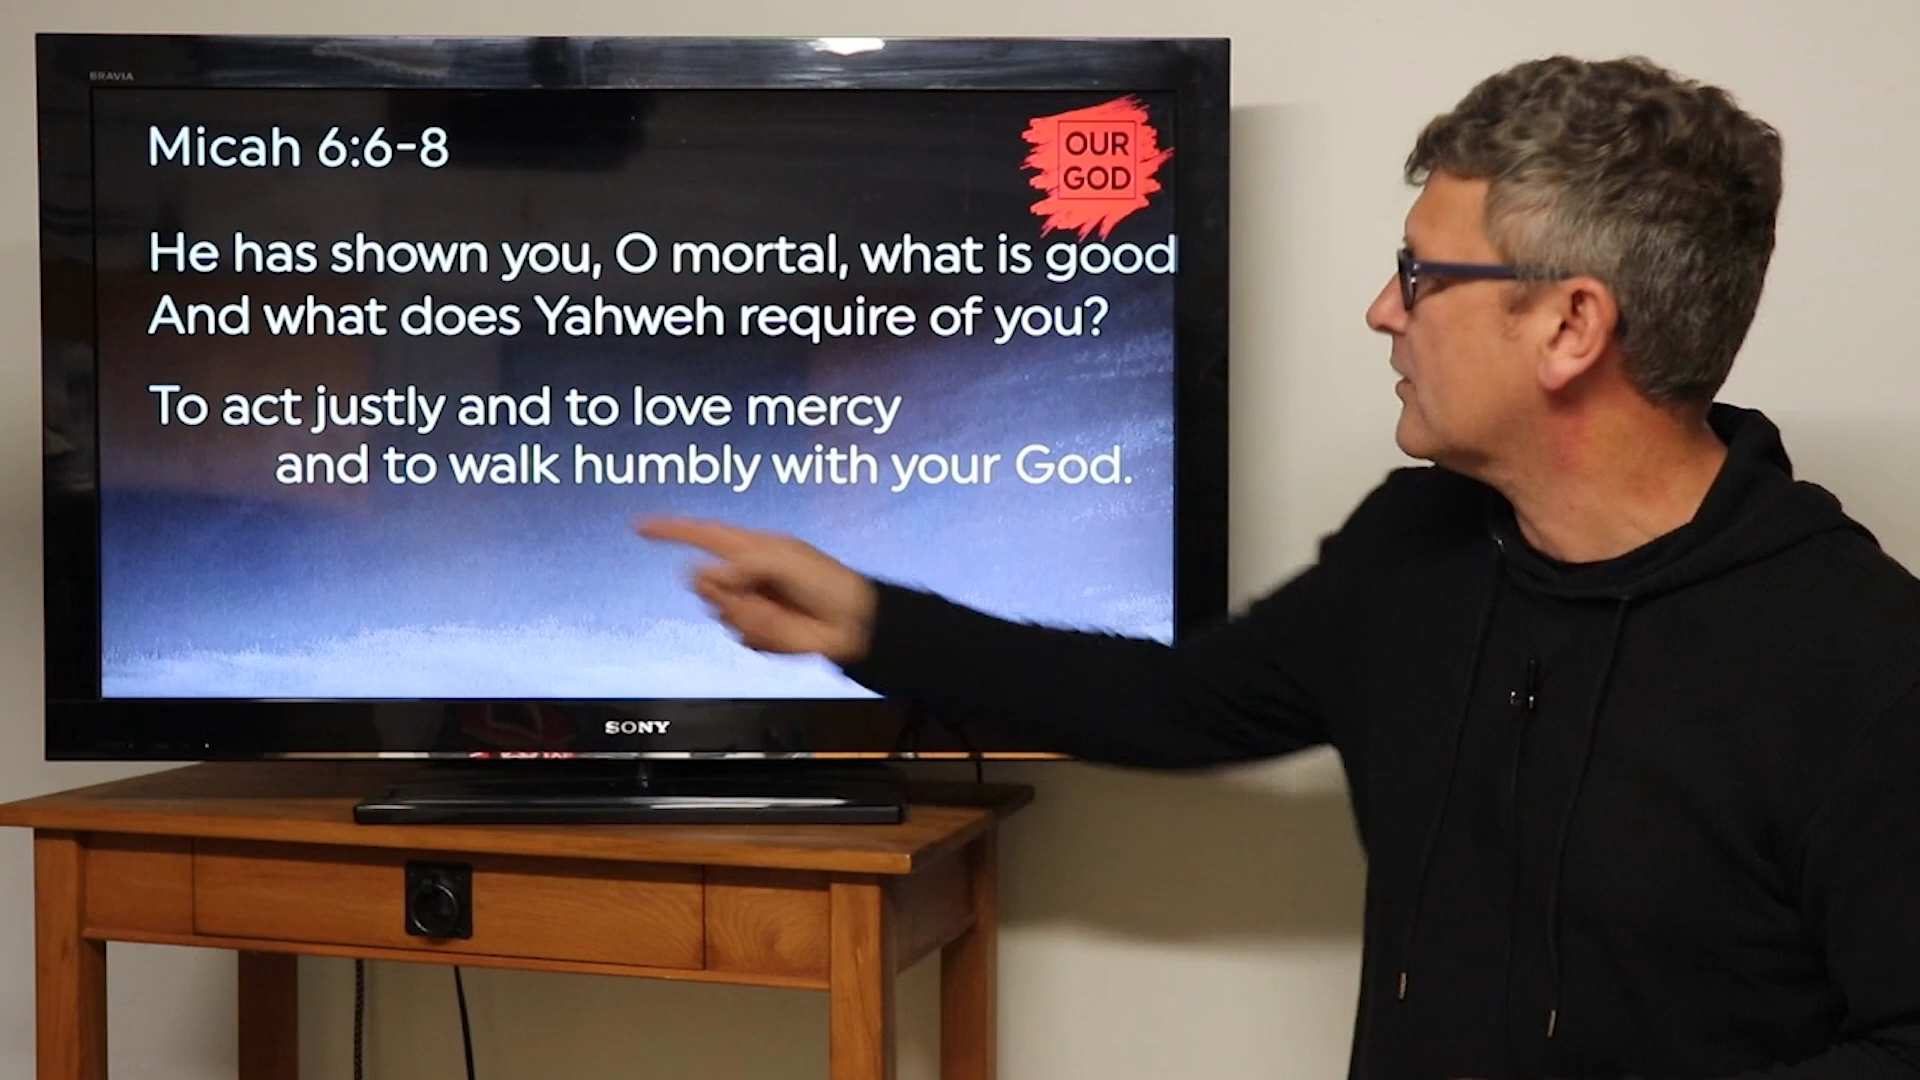 BRAVIA
Micah 6:6-8
OUR
GOD
He has shown you, O mortal, what is good
And what does Yahweh require of you?
To act justly and to love mercy
and to walk humbly with your God.
SONY